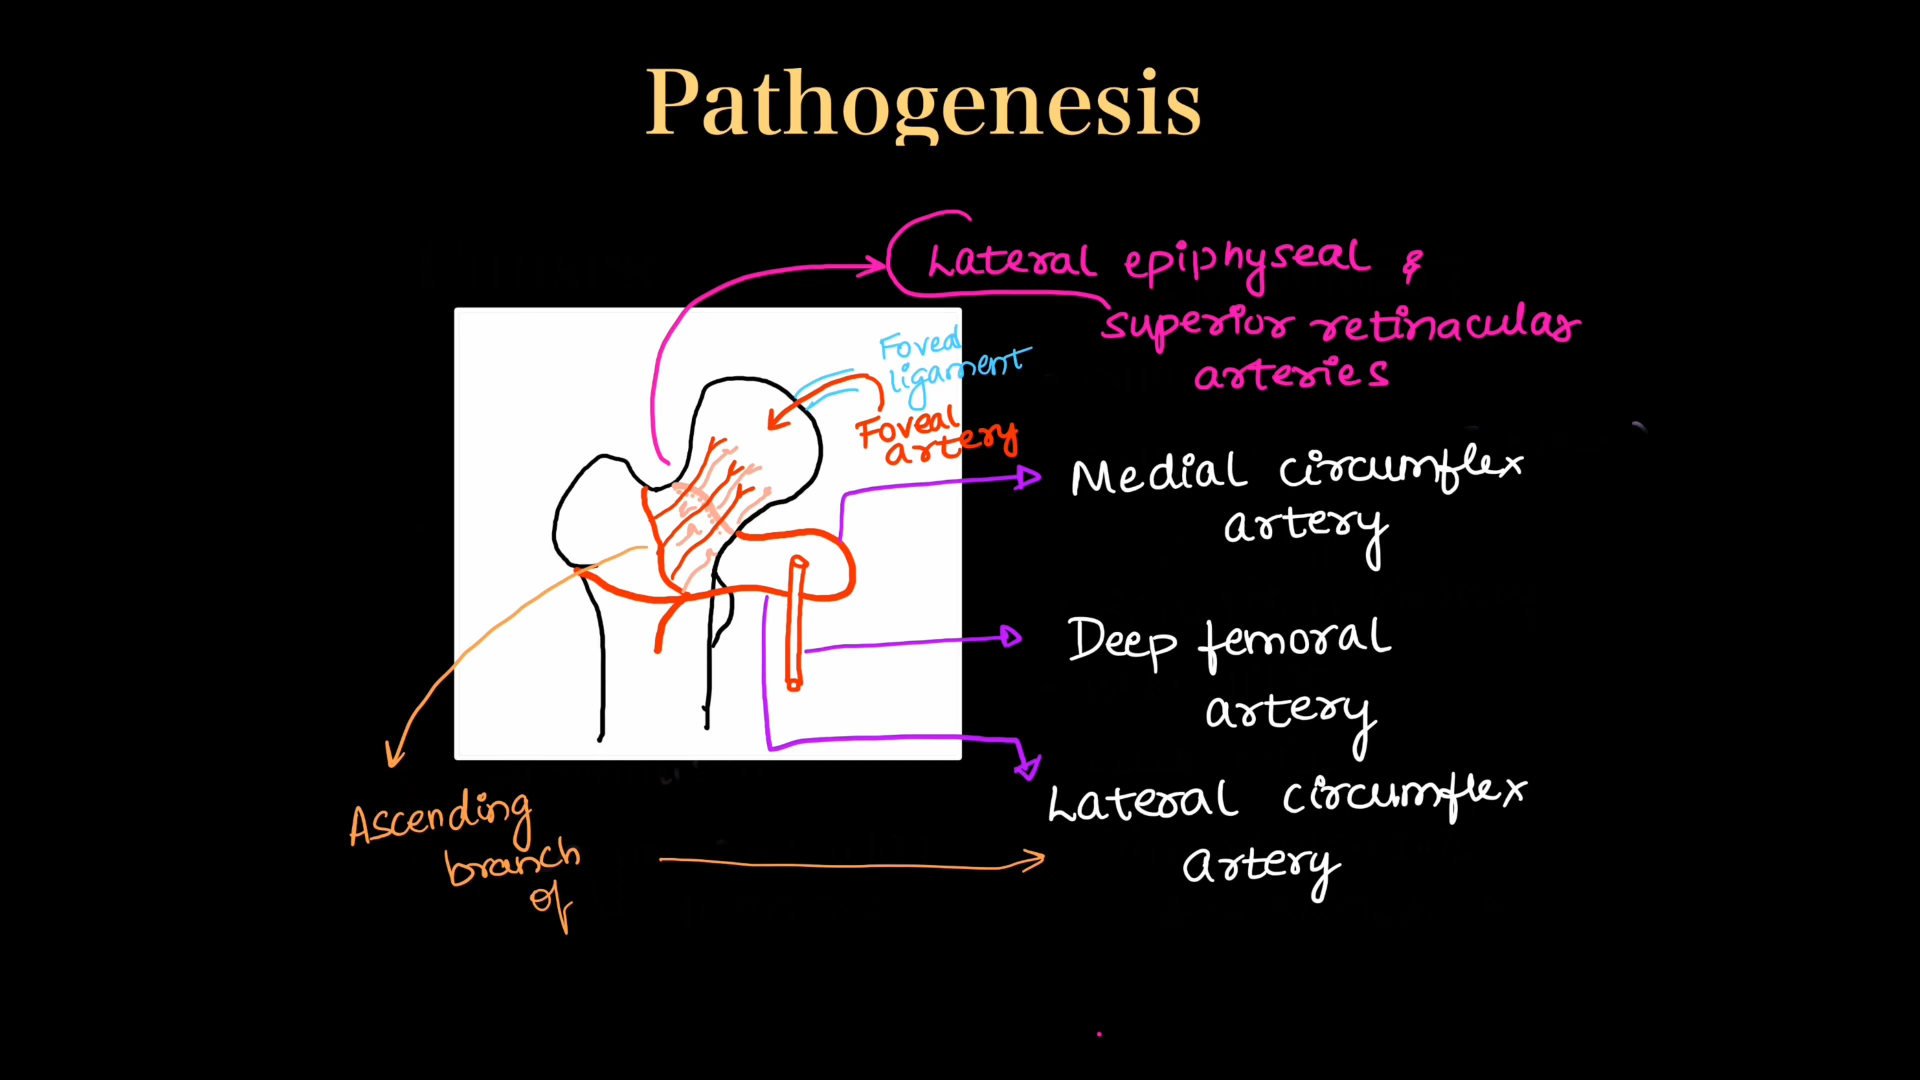 Pathogenesis
Lateral epiphyseal &
superior retinacular
arteries
Foveal
ligament
Foveal
artery
Medial circumflex
artery
Deep femoral
artery
Lateral circumflex
artery
Ascending
branch
of